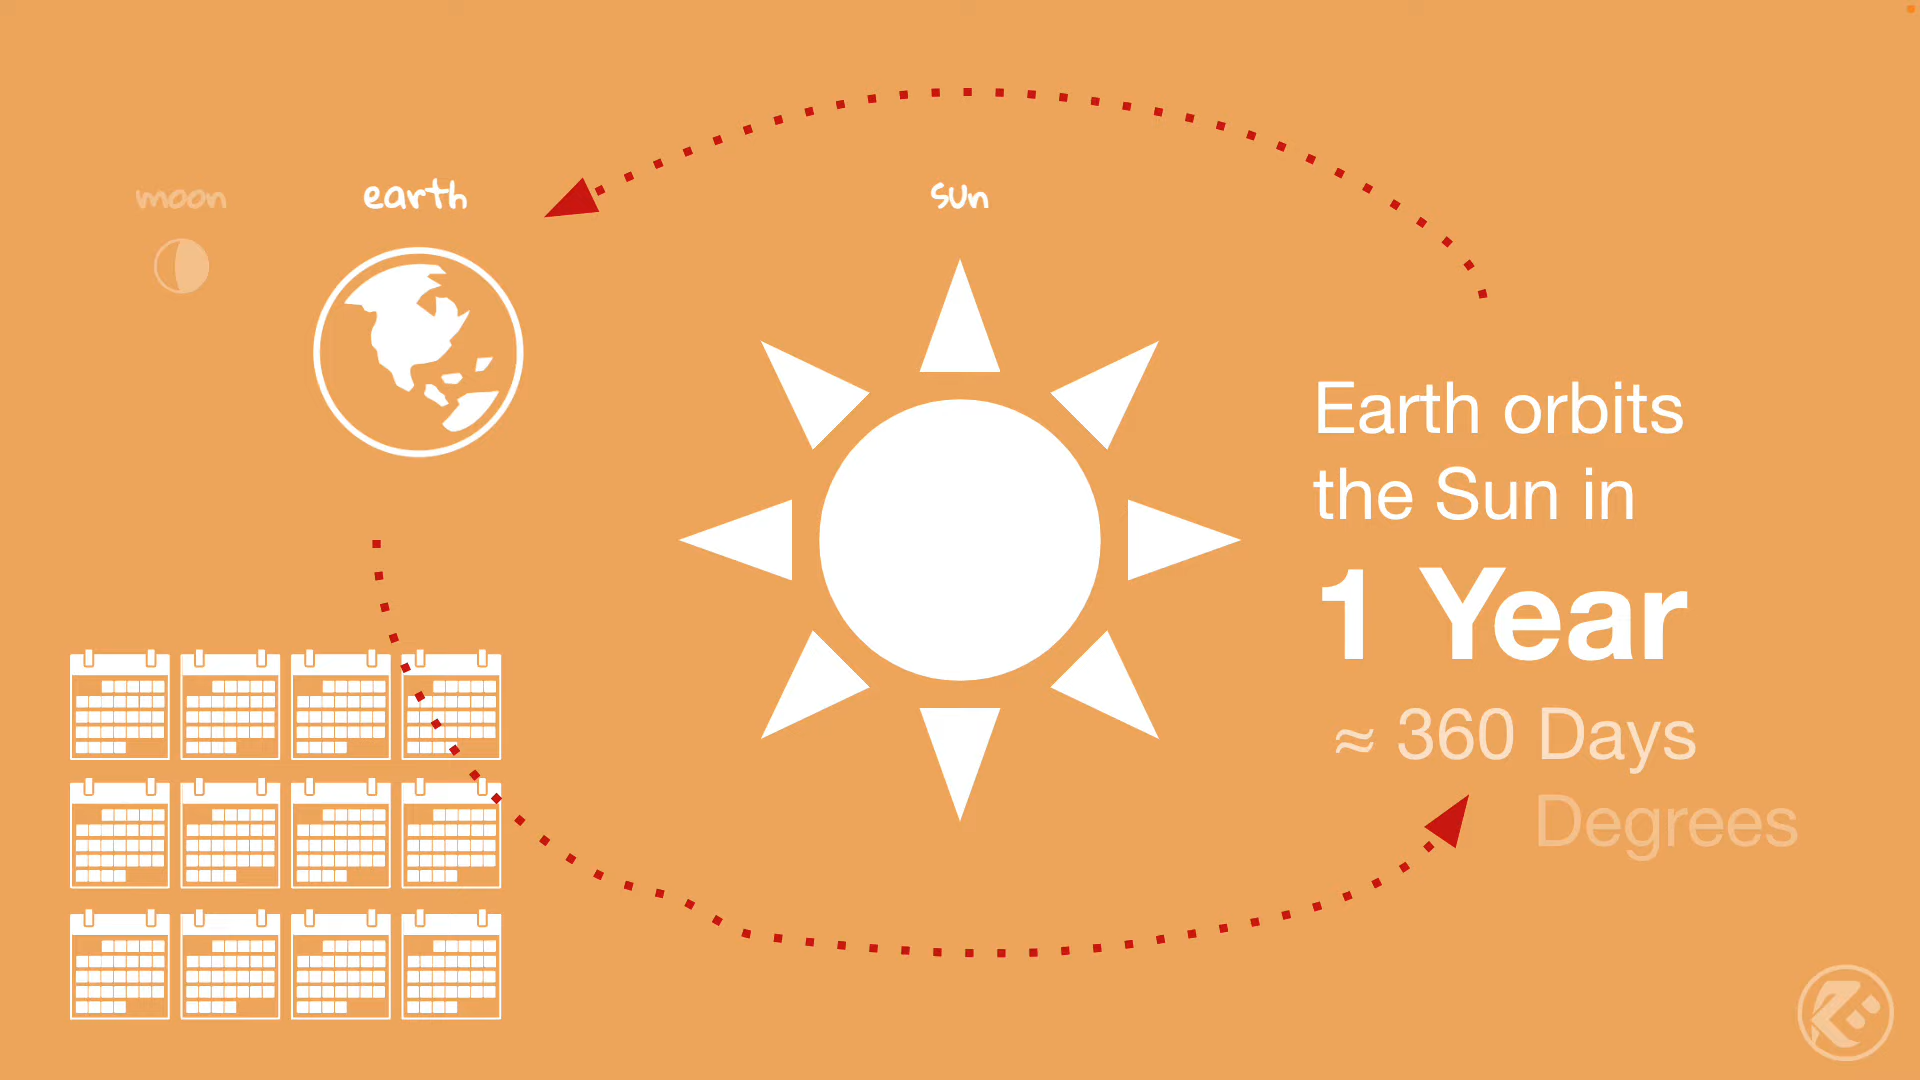 moon
earth
sun
Earth orbits
the Sun in
1 Year
≈ 360 Days
Degrees